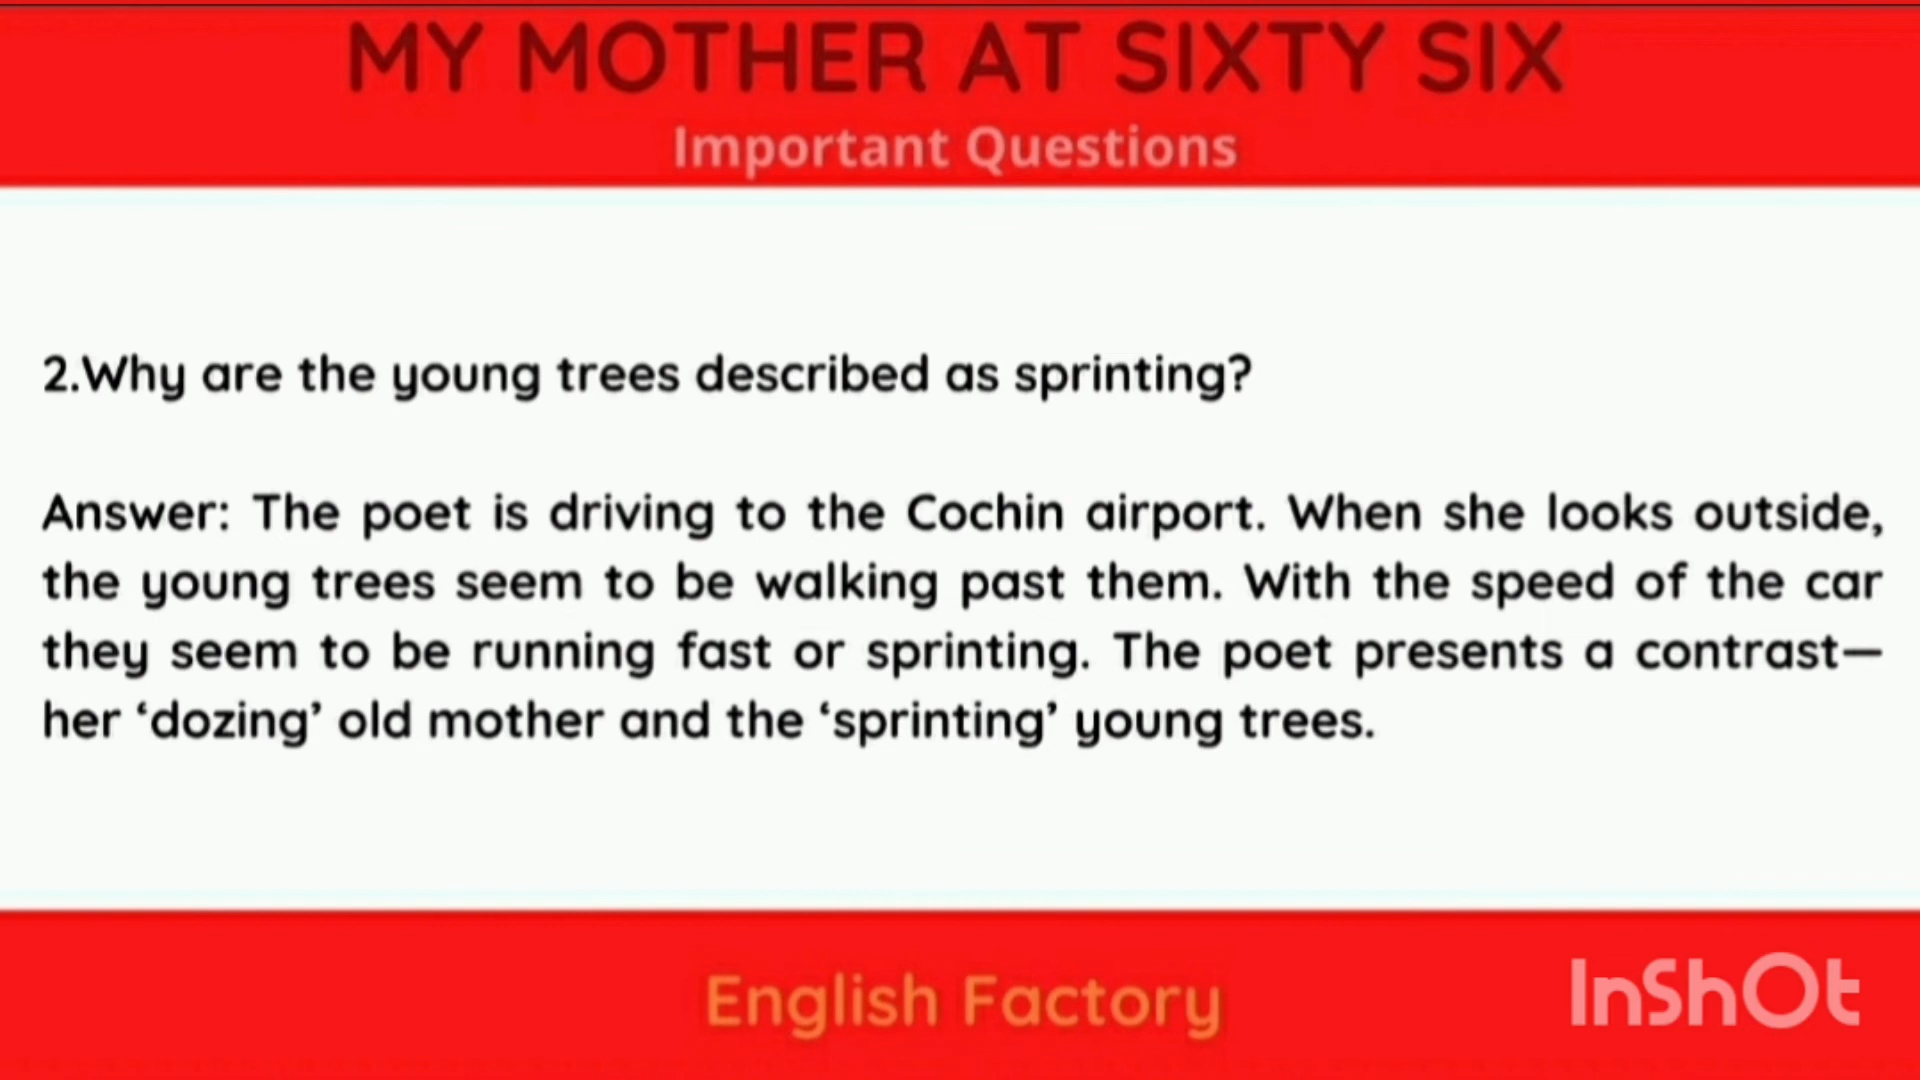 MY MOTHER AT SIXTY SIX
Important Questions
2.Why are the young trees described as sprinting?
Answer: The poet is driving to the Cochin airport. When she looks outside,
the young trees seem to be walking past them. With the speed of the car
they seem to be running fast or sprinting. The poet presents a contrast—
her ‘dozing’ old mother and the ‘sprinting’ young trees.
English Factory
InShOt